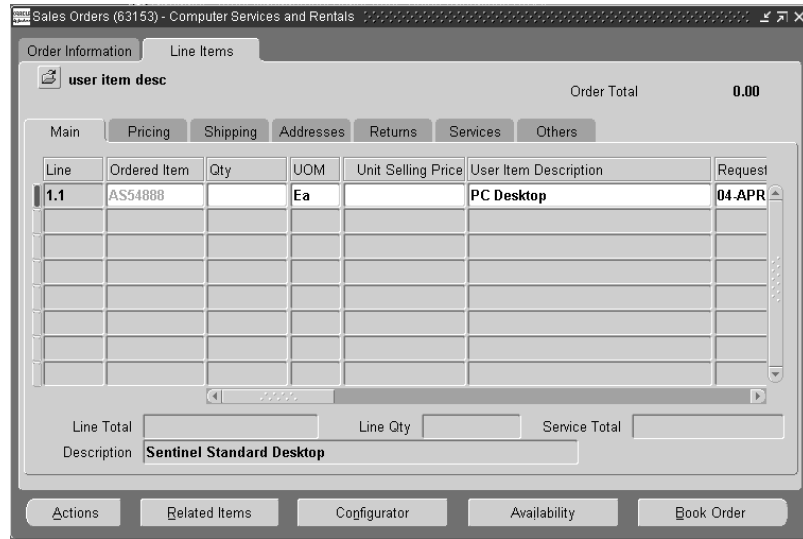 Sales Orders (63153) - Computer Services and Rentals
Order Information Line Items
user item desc
Order Total 0.00
Main Pricing Shipping Addresses Returns Services Others
Line Ordered Item Qty UOM Unit Selling Price User Item Description Request
1.1 AS54888 Ea PC Desktop 04-APR
Line Total Line Qty Service Total
Description Sentinel Standard Desktop
Actions Related Items Configurator Availability Book Order